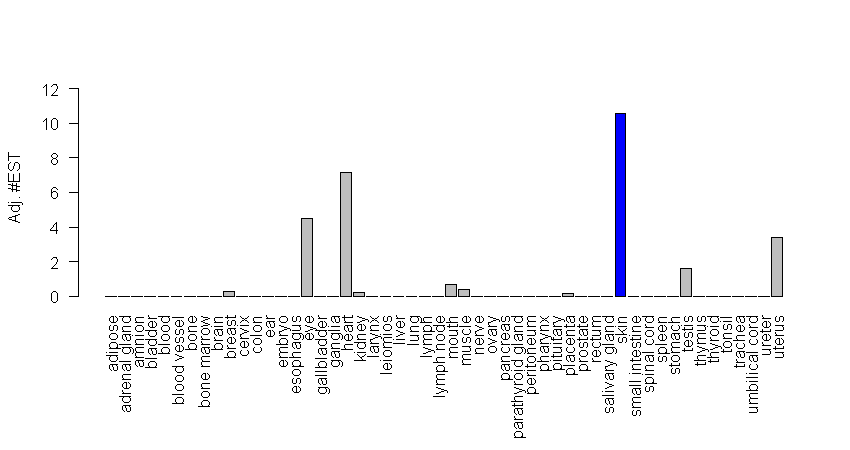 12
10
8
6
4
2
0
Adj. #EST
adipose
adrenal gland
amnion
bladder
blood
blood vessel
bone
bone marrow
brain
breast
cervix
colon
ear
embryo
esophagus
eye
gallbladder
ganglia
heart
kidney
larynx
leiomios
liver
lung
lymph
lymph node
mouth
muscle
nerve
ovary
pancreas
parathyroid gland
peritoneum
pharynx
pituitary
placenta
prostate
rectum
salivary gland
skin
small intestine
spinal cord
spleen
stomach
testis
thymus
thyroid
tonsil
trachea
umbilical cord
ureter
uterus